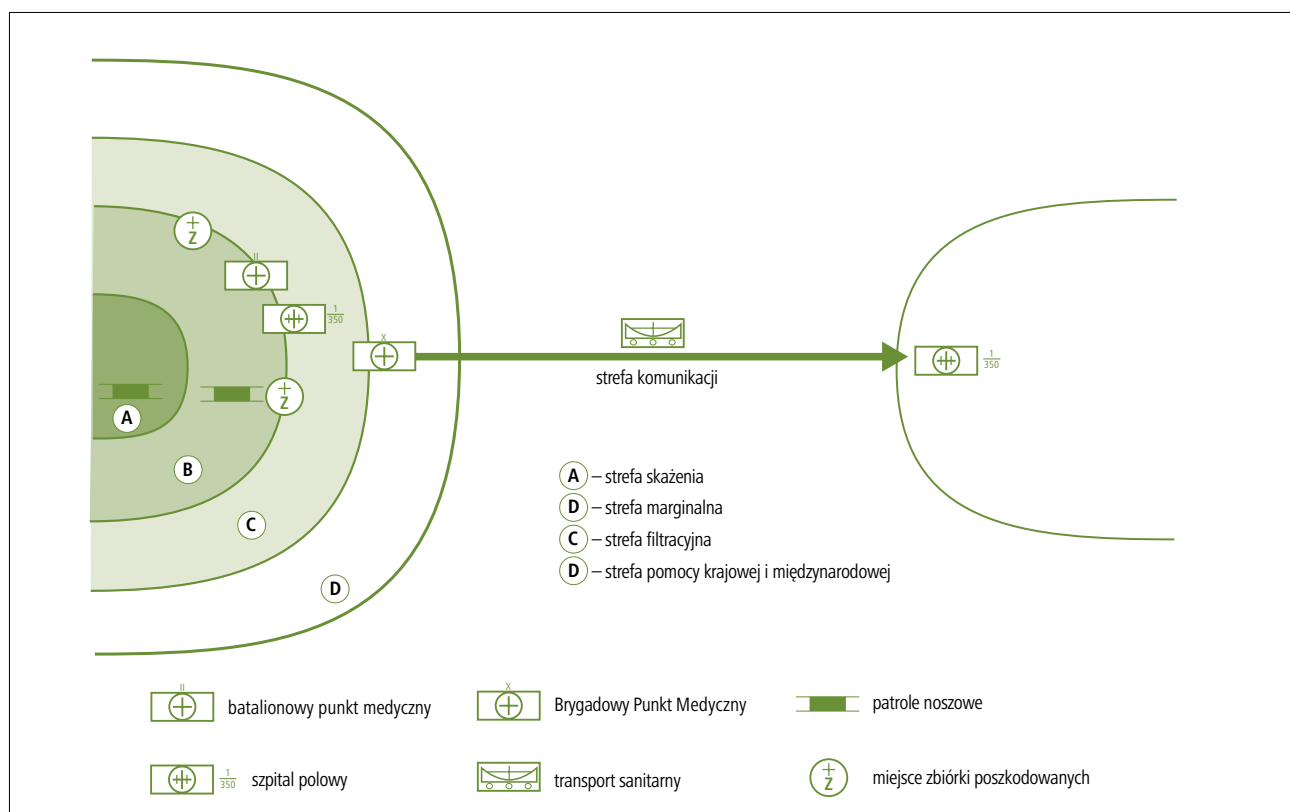 Z
II
1
350
X
1
350
strefa komunikacji
Z
A
B
A – strefa skażenia
D – strefa marginalna
C
C – strefa filtracyjna
D – strefa pomocy krajowej i międzynarodowej
D
II
batalionowy punkt medyczny
X
Brygadowy Punkt Medyczny
patrole noszowe
1
350
szpital polowy
transport sanitarny
Z
miejsce zbiórki poszkodowanych